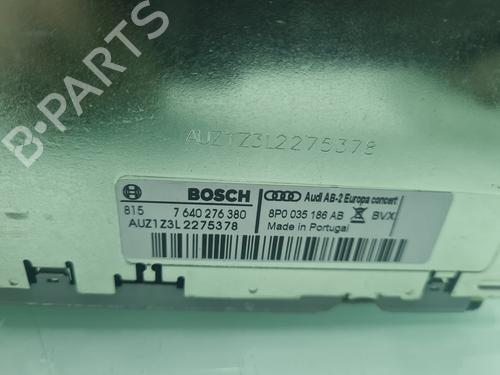 B-PARTS
AUZ1Z3L2275378
BOSCH Audi AB-2 Europa concert
815 7 640 276 380 8P0 035 186 AB BVX
AUZ1Z3L2275378 Made in Portugal